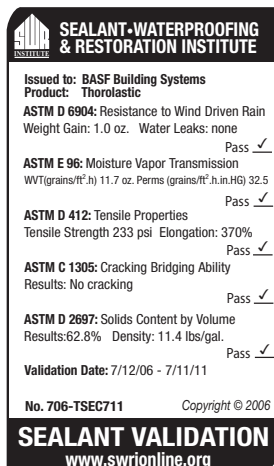 SWR
INSTITUTE
SEALANT•WATERPROOFING
& RESTORATION INSTITUTE
Issued to: BASF Building Systems
Product: Thorolastic
ASTM D 6904: Resistance to Wind Driven Rain
Weight Gain: 1.0 oz. Water Leaks: none
Pass ✓
ASTM E 96: Moisture Vapor Transmission
WVT(grains/ft².h) 11.7 oz. Perms (grains/ft².h.in.HG) 32.5
Pass ✓
ASTM D 412: Tensile Properties
Tensile Strength 233 psi Elongation: 370%
Pass ✓
ASTM C 1305: Cracking Bridging Ability
Results: No cracking
Pass ✓
ASTM D 2697: Solids Content by Volume
Results:62.8% Density: 11.4 lbs/gal.
Pass ✓
Validation Date: 7/12/06 - 7/11/11
No. 706-TSEC711 Copyright © 2006
SEALANT VALIDATION
www.swrionline.org